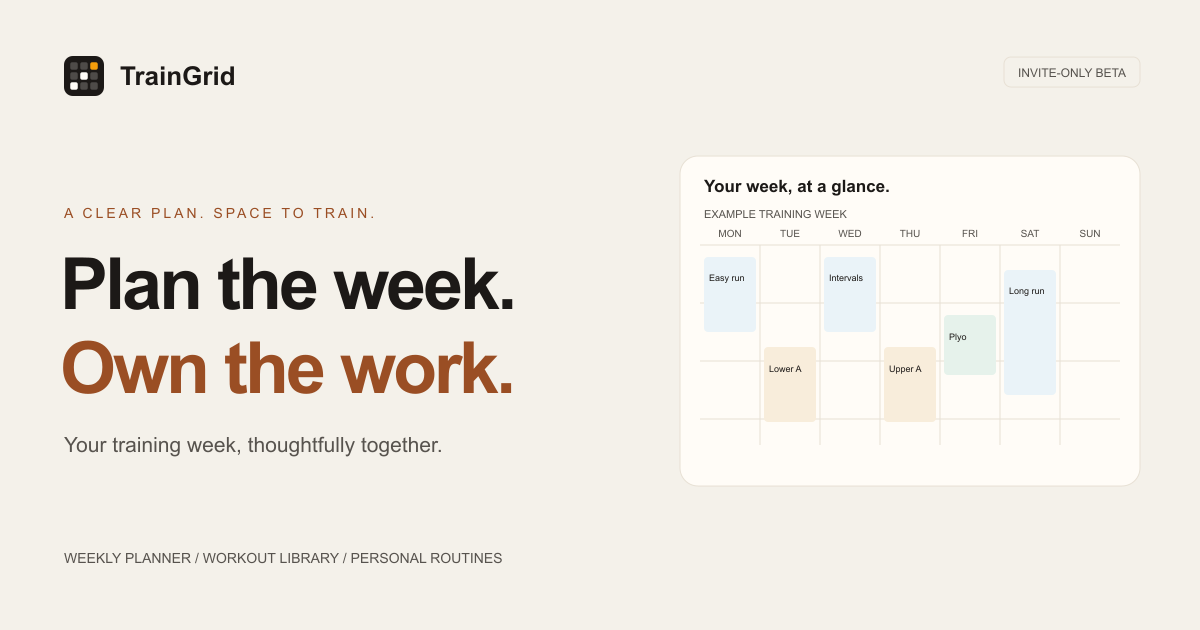 TrainGrid
INVITE-ONLY BETA
A CLEAR PLAN. SPACE TO TRAIN.
Plan the week.
Own the work.
Your training week, thoughtfully together.
WEEKLY PLANNER / WORKOUT LIBRARY / PERSONAL ROUTINES
Your week, at a glance.
EXAMPLE TRAINING WEEK
MON TUE WED THU FRI SAT SUN
Easy run Intervals
Long run
Plyo
Lower A Upper A